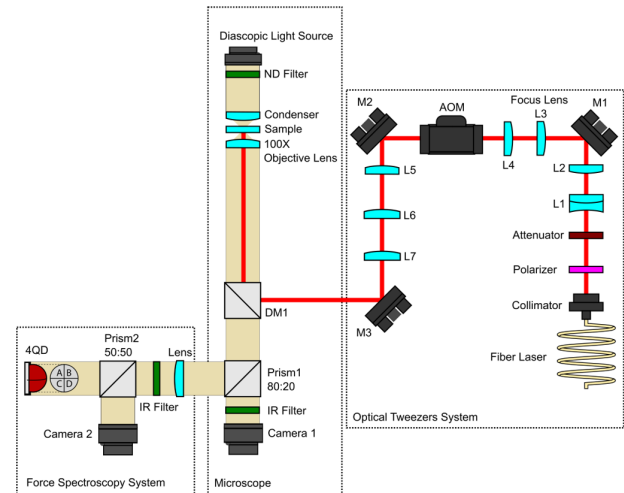 Diascopic Light Source
ND Filter
Condenser
Sample
100X
Objective Lens
DM1
Prism1
80:20
IR Filter
Camera 1
Microscope
M2
AOM
Focus Lens
L3
M1
L4
L2
L1
L5
L6
L7
M3
Attenuator
Polarizer
Collimator
Fiber Laser
Optical Tweezers System
4QD
A B
C D
Prism2
50:50
Lens
IR Filter
Camera 2
Force Spectroscopy System